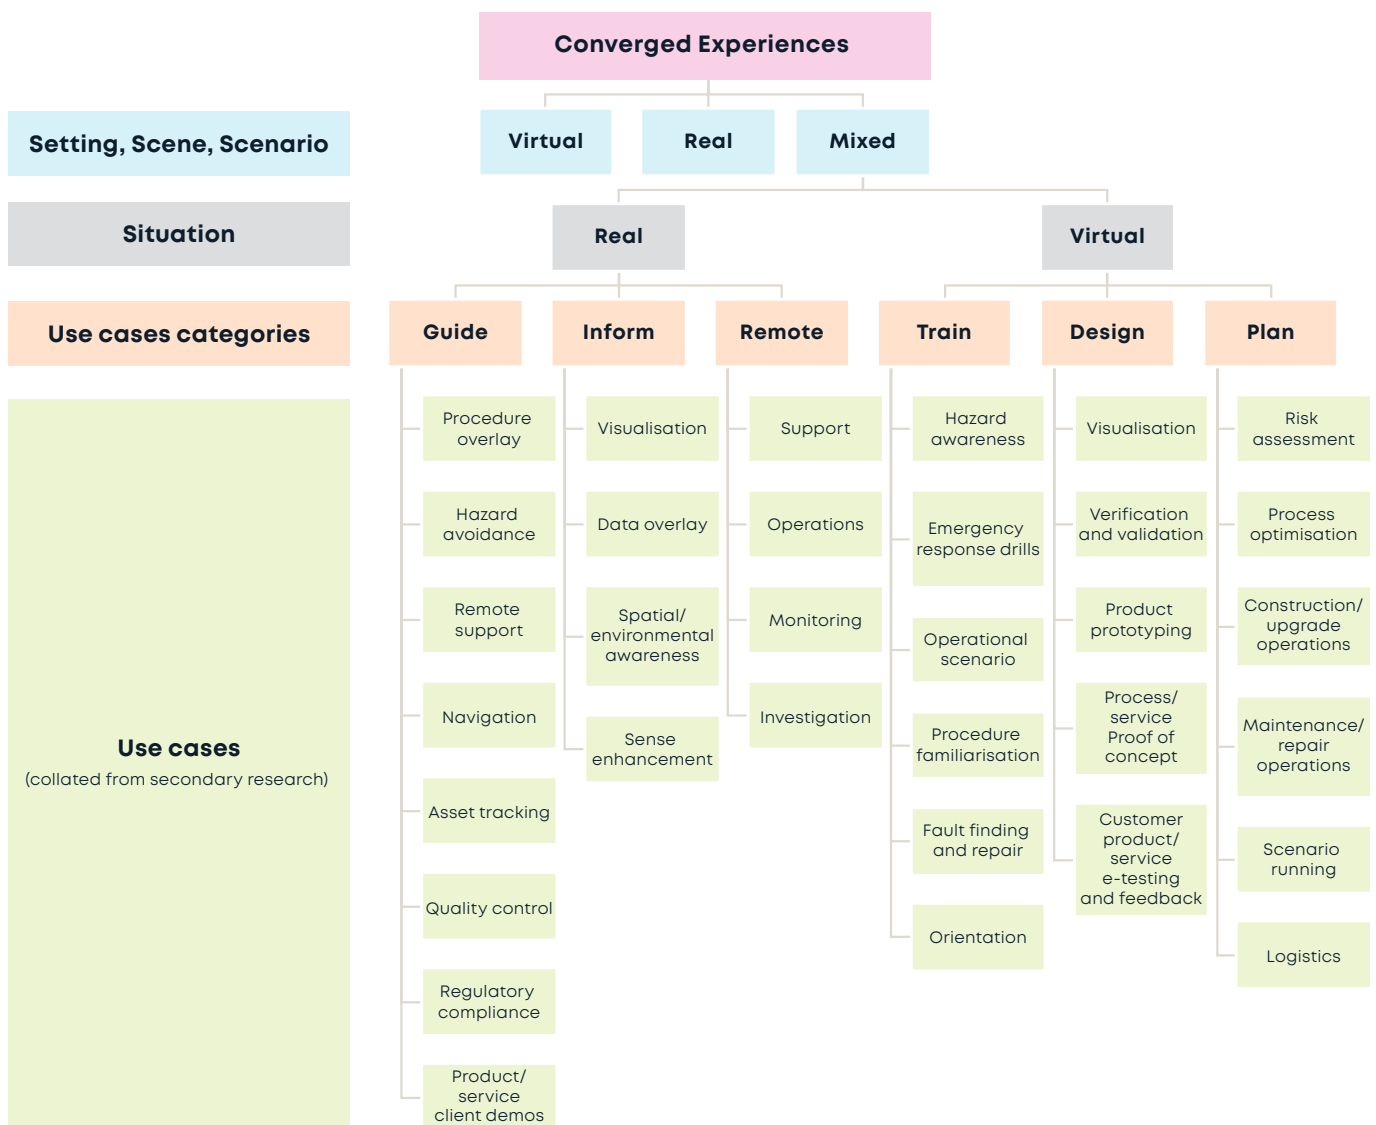 Converged Experiences
Setting, Scene, Scenario
Virtual
Real
Mixed
Situation
Real
Virtual
Use cases categories
Guide
Inform
Remote
Train
Design
Plan
Use cases
(collated from secondary research)
Procedure
overlay
Hazard
avoidance
Remote
support
Navigation
Asset tracking
Quality control
Regulatory
compliance
Product/
service
client demos
Visualisation
Data overlay
Spatial/
environmental
awareness
Sense
enhancement
Support
Operations
Monitoring
Investigation
Hazard
awareness
Emergency
response drills
Operational
scenario
Procedure
familiarisation
Fault finding
and repair
Orientation
Visualisation
Verification
and validation
Product
prototyping
Process/
service
Proof of
concept
Customer
product/
service
e-testing
and feedback
Risk
assessment
Process
optimisation
Construction/
upgrade
operations
Maintenance/
repair
operations
Scenario
running
Logistics